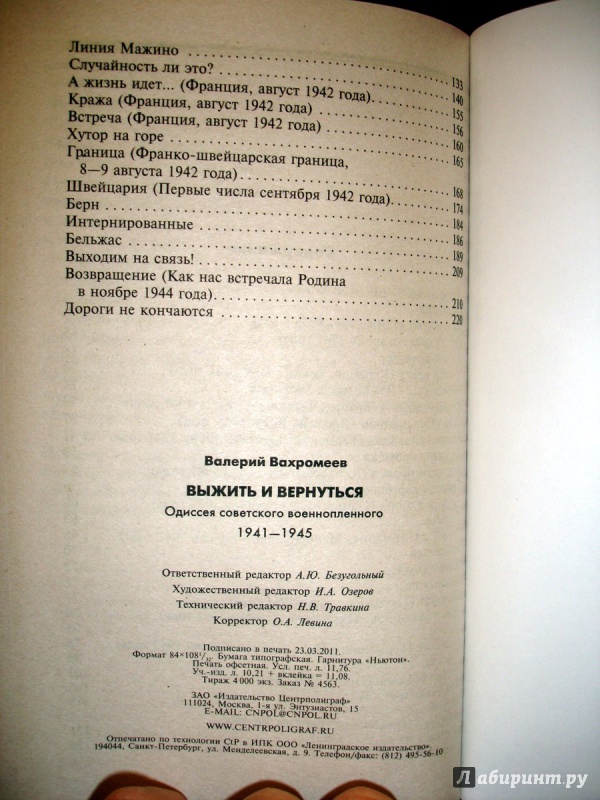 Линия Мажино . . . . . . . . . . . . . . . . . . . . . . . . . . . . 133
Случайность ли это? . . . . . . . . . . . . . . . . . . . . . . . . 140
А жизнь идет... (Франция, август 1942 года). . . . . . . . 155
Кража (Франция, август 1942 года) . . . . . . . . . . . . . . 156
Встреча (Франция, август 1942 года) . . . . . . . . . . . . . 160
Хутор на горе . . . . . . . . . . . . . . . . . . . . . . . . . . . . 165
Граница (Франко-швейцарская граница,
8—9 августа 1942 года) . . . . . . . . . . . . . . . . . . . . . 168
Швейцария (Первые числа сентября 1942 года). . . . . . 174
Берн . . . . . . . . . . . . . . . . . . . . . . . . . . . . . . . . . . 184
Интернированные . . . . . . . . . . . . . . . . . . . . . . . . . 186
Бельжас . . . . . . . . . . . . . . . . . . . . . . . . . . . . . . . . 189
Выходим на связь! . . . . . . . . . . . . . . . . . . . . . . . . . 209
Возвращение (Как нас встречала Родина
в ноябре 1944 года). . . . . . . . . . . . . . . . . . . . . . . . 210
Дороги не кончаются . . . . . . . . . . . . . . . . . . . . . . . 220
Валерий Вахромеев
ВЫЖИТЬ И ВЕРНУТЬСЯ
Одиссея советского военнопленного
1941—1945
Ответственный редактор А.Ю. Безугольный
Художественный редактор И.А. Озеров
Технический редактор Н.В. Травкина
Корректор О.А. Левина
Подписано в печать 23.03.2011.
Формат 84×108 1/32. Бумага типографская. Гарнитура «Ньютон».
Печать офсетная. Усл. печ. л. 11,76.
Уч.-изд. л. 10,21 + вклейка = 11,08.
Тираж 4 000 экз. Заказ № 4563.
ЗАО «Издательство Центрполиграф»
111024, Москва, 1-я ул. Энтузиастов, 15
E-MAIL: CNPOL@CNPOL.RU
WWW.CENTRPOLIGRAF.RU
Отпечатано по технологии CtP в ИПК ООО «Ленинградское издательство».
194044, Санкт-Петербург, ул. Менделеевская, д. 9. Телефон/факс: (812) 495-56-10
Лабиринт.ру